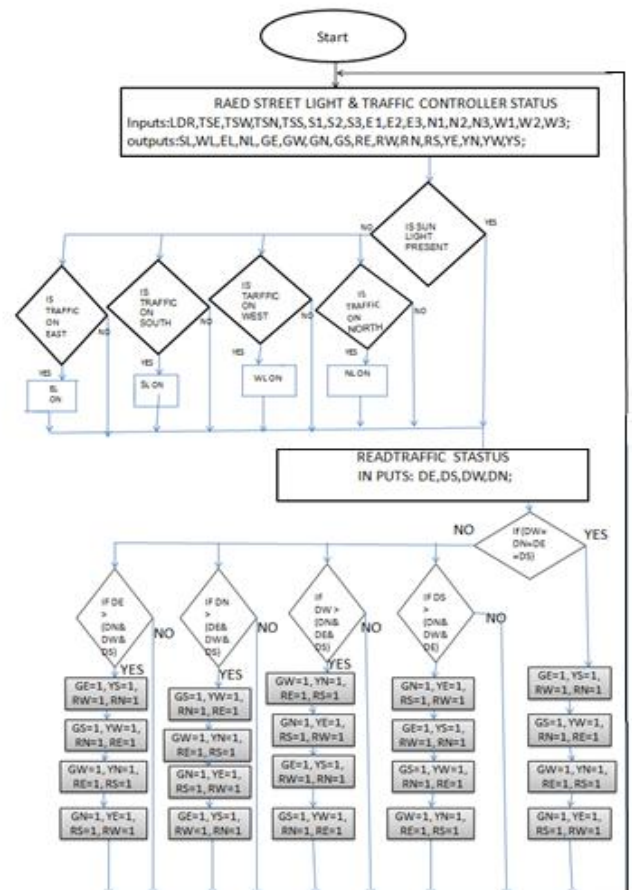 Start
RAED STREET LIGHT & TRAFFIC CONTROLLER STATUS
Inputs:LDR,TSE,TSW,TSN,TSS,S1,S2,S3,E1,E2,E3,N1,N2,N3,W1,W2,W3;
outputs:SL,WL,EL,NL,GE,GW,GN,GS,RE,RW,RN,RS,YE,YN,YW,YS;
NO
IS SUN
LIGHT
PRESENT
YES
IS
TRAFFIC
ON
EAST
NO
YES
EL
ON
IS
TRAFFIC
ON
SOUTH
NO
YES
SL ON
IS
TARFFIC
ON
WEST
NO
YES
WL ON
IS
TRAFFIC
ON
NORTH
NO
YES
NL ON
READTRAFFIC STASTUS
IN PUTS: DE,DS,DW,DN;
NO
If(DW=
DN=DE
=DS)
YES
IF DE
>
(DN&
DW&
DS)
NO
YES
GE=1, YS=1,
RW=1, RN=1
GS=1, YW=1,
RN=1, RE=1
GW=1, YN=1,
RE=1, RS=1
GN=1, YE=1,
RS=1, RW=1
IF DN
>
(DE&
DW&
DS)
NO
YES
GS=1, YW=1,
RN=1, RE=1
GW=1, YN=1,
RE=1, RS=1
GN=1, YE=1,
RS=1, RW=1
GE=1, YS=1,
RW=1, RN=1
IF
DW >
(DN&
DE&
DS)
NO
YES
GW=1, YN=1,
RE=1, RS=1
GN=1, YE=1,
RS=1, RW=1
GE=1, YS=1,
RW=1, RN=1
GS=1, YW=1,
RN=1, RE=1
IF DS
>
(DN&
DW&
DE)
NO
GN=1, YE=1,
RS=1, RW=1
GE=1, YS=1,
RW=1, RN=1
GS=1, YW=1,
RN=1, RE=1
GW=1, YN=1,
RE=1, RS=1
GE=1, YS=1,
RW=1, RN=1
GS=1, YW=1,
RN=1, RE=1
GW=1, YN=1,
RE=1, RS=1
GN=1, YE=1,
RS=1, RW=1